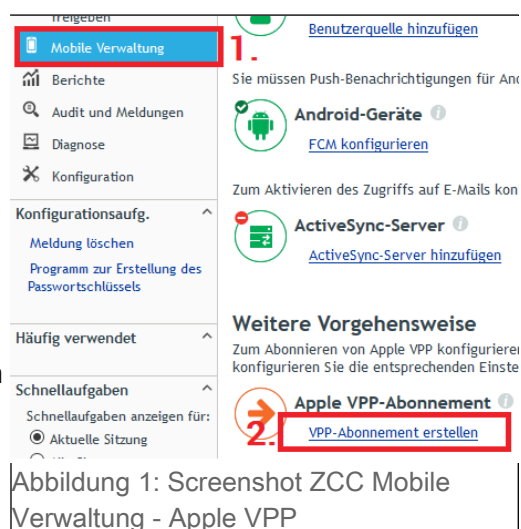 freigeben
Mobile Verwaltung
Berichte
Audit und Meldungen
Diagnose
Konfiguration
Konfigurationsaufg.
Meldung löschen
Programm zur Erstellung des
Passwortschlüssels
Häufig verwendet
Schnellaufgaben
Schnellaufgaben anzeigen für:
Aktuelle Sitzung
1.
Benutzerquelle hinzufügen
Sie müssen Push-Benachrichtigungen für And
Android-Geräte
FCM konfigurieren
Zum Aktivieren des Zugriffs auf E-Mails kon
ActiveSync-Server
ActiveSync-Server hinzufügen
Weitere Vorgehensweise
Zum Abonnieren von Apple VPP konfiguriere
konfigurieren Sie die entsprechenden Einste
Apple VPP-Abonnement
2.
VPP-Abonnement erstellen
Abbildung 1: Screenshot ZCC Mobile
Verwaltung - Apple VPP